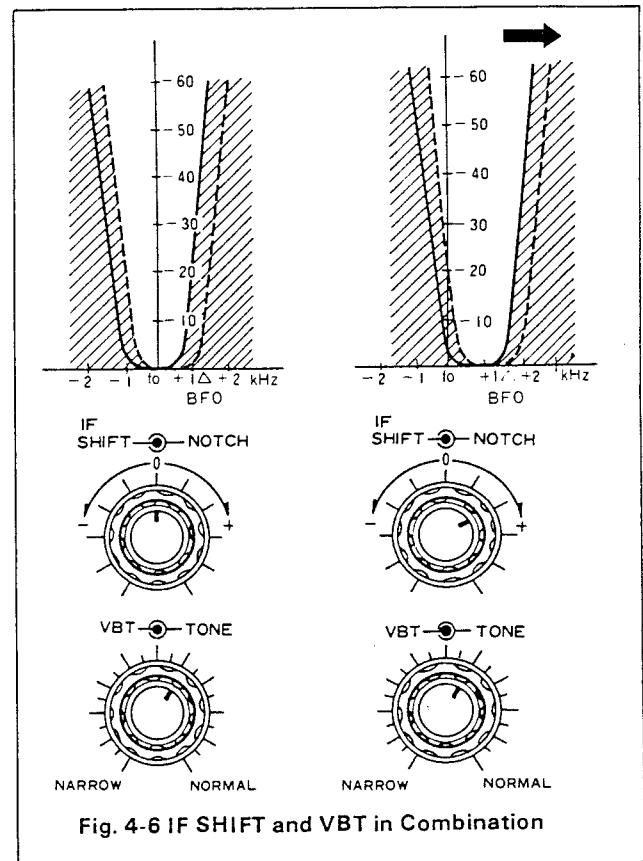 -60
-50
-40
-30
-20
-10
-2 -1 fo +1 △ +2 kHz
BFO
-60
-50
-40
-30
-20
-10
-2 -1 fo +1 +2 kHz
BFO
IF
SHIFT NOTCH
0
- +
VBT TONE
NARROW NORMAL
IF
SHIFT NOTCH
0
- +
VBT TONE
NARROW NORMAL
Fig. 4-6 IF SHIFT and VBT in Combination